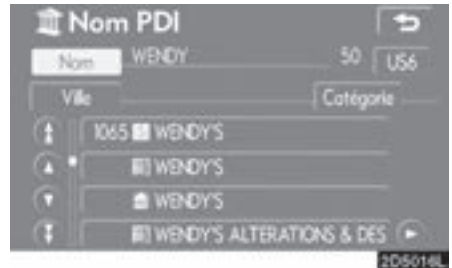 Nom PDI
Nom WENDY 50 US6
Ville Catégorie
1065 WENDY'S
WENDY'S
WENDY'S
WENDY'S ALTERATIONS & DES
2D5016L